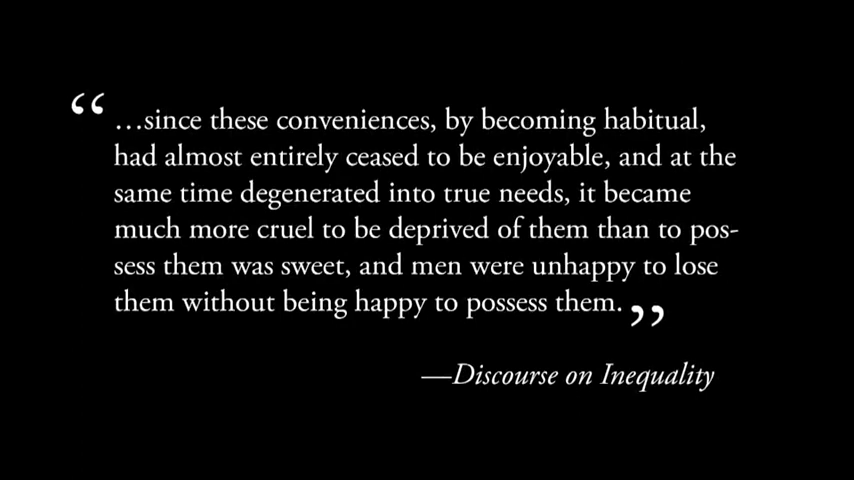 “…since these conveniences, by becoming habitual,
had almost entirely ceased to be enjoyable, and at the
same time degenerated into true needs, it became
much more cruel to be deprived of them than to pos-
sess them was sweet, and men were unhappy to lose
them without being happy to possess them.”
—Discourse on Inequality